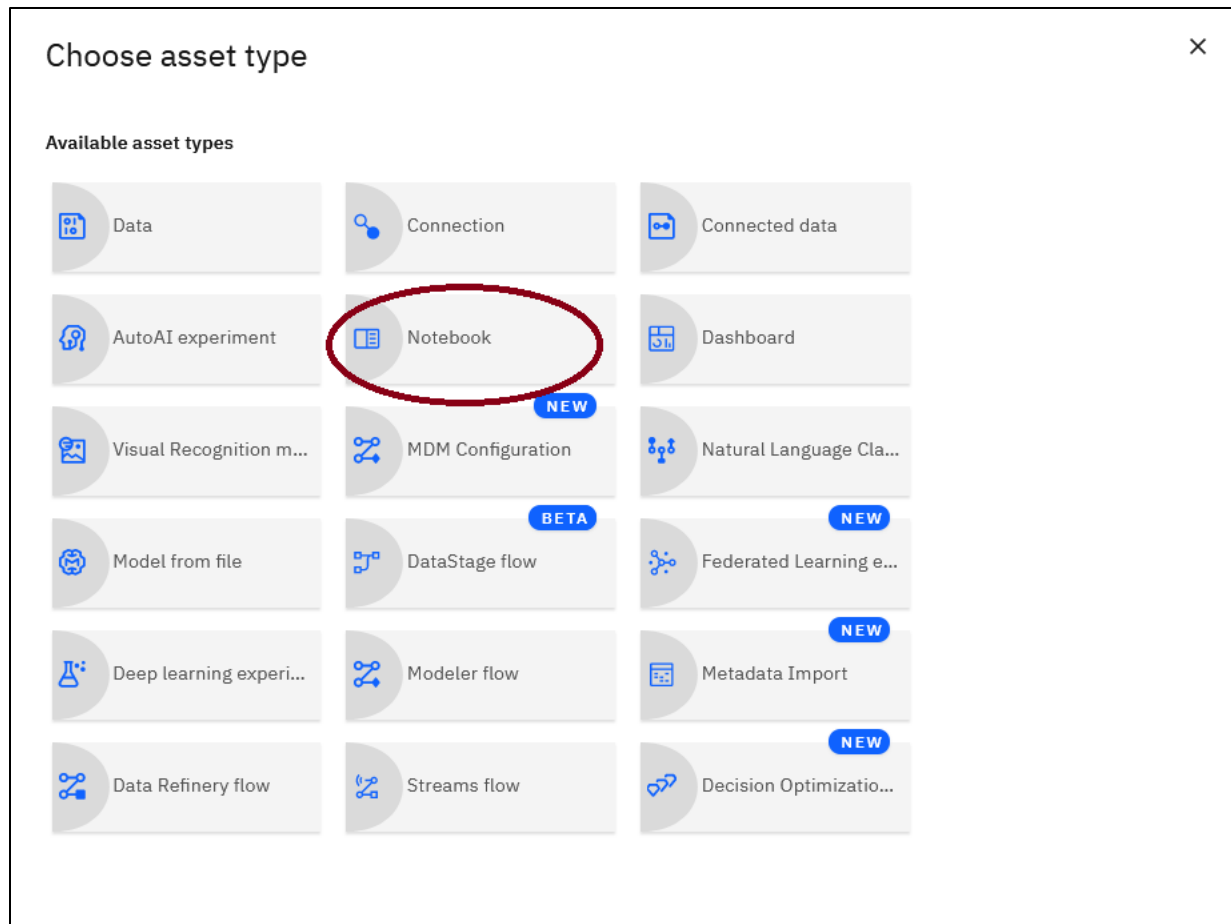 Choose asset type
Available asset types
Data
Connection
Connected data
AutoAI experiment
Notebook
Dashboard
NEW
Visual Recognition m...
MDM Configuration
Natural Language Cla...
BETA
NEW
Model from file
DataStage flow
Federated Learning e...
NEW
Deep learning experi...
Modeler flow
Metadata Import
NEW
Data Refinery flow
Streams flow
Decision Optimizatio...